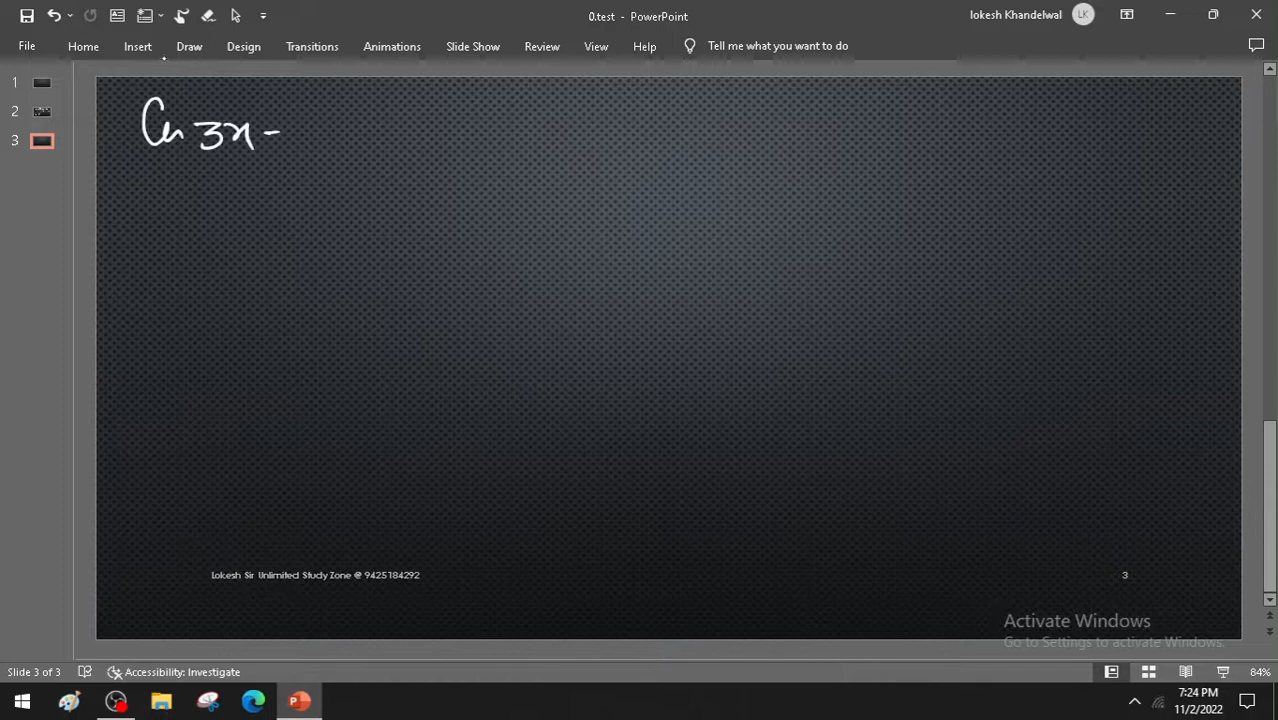 0.test - PowerPoint
lokesh Khandelwal LK
File Home Insert Draw Design Transitions Animations Slide Show Review View Help Tell me what you want to do
1
2
3
3x -
Lokesh Sir Unlimited Study Zone @ 9425184292
3
Activate Windows
Go to Settings to activate Windows.
Slide 3 of 3 Accessibility: Investigate 84%
7:24 PM
11/2/2022